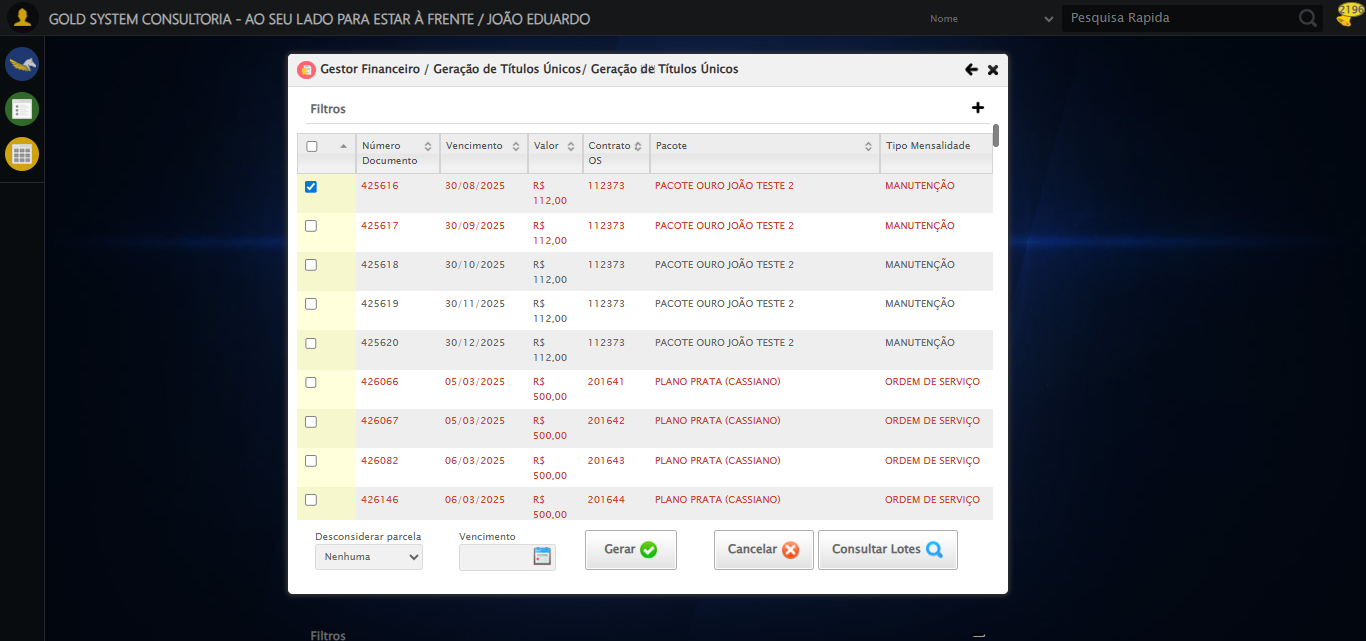 GOLD SYSTEM CONSULTORIA - AO SEU LADO PARA ESTAR À FRENTE / JOÃO EDUARDO Nome Pesquisa Rapida 2196
Gestor Financeiro / Geração de Títulos Únicos/ Geração de Títulos Únicos
Filtros
Número Documento Vencimento Valor Contrato OS Pacote Tipo Mensalidade
425616 30/08/2025 R$ 112,00 112373 PACOTE OURO JOÃO TESTE 2 MANUTENÇÃO
425617 30/09/2025 R$ 112,00 112373 PACOTE OURO JOÃO TESTE 2 MANUTENÇÃO
425618 30/10/2025 R$ 112,00 112373 PACOTE OURO JOÃO TESTE 2 MANUTENÇÃO
425619 30/11/2025 R$ 112,00 112373 PACOTE OURO JOÃO TESTE 2 MANUTENÇÃO
425620 30/12/2025 R$ 112,00 112373 PACOTE OURO JOÃO TESTE 2 MANUTENÇÃO
426066 05/03/2025 R$ 500,00 201641 PLANO PRATA (CASSIANO) ORDEM DE SERVIÇO
426067 05/03/2025 R$ 500,00 201642 PLANO PRATA (CASSIANO) ORDEM DE SERVIÇO
426082 06/03/2025 R$ 500,00 201643 PLANO PRATA (CASSIANO) ORDEM DE SERVIÇO
426146 06/03/2025 R$ 500,00 201644 PLANO PRATA (CASSIANO) ORDEM DE SERVIÇO
Desconsiderar parcela Vencimento
Nenhuma Gerar Cancelar Consultar Lotes
Filtros